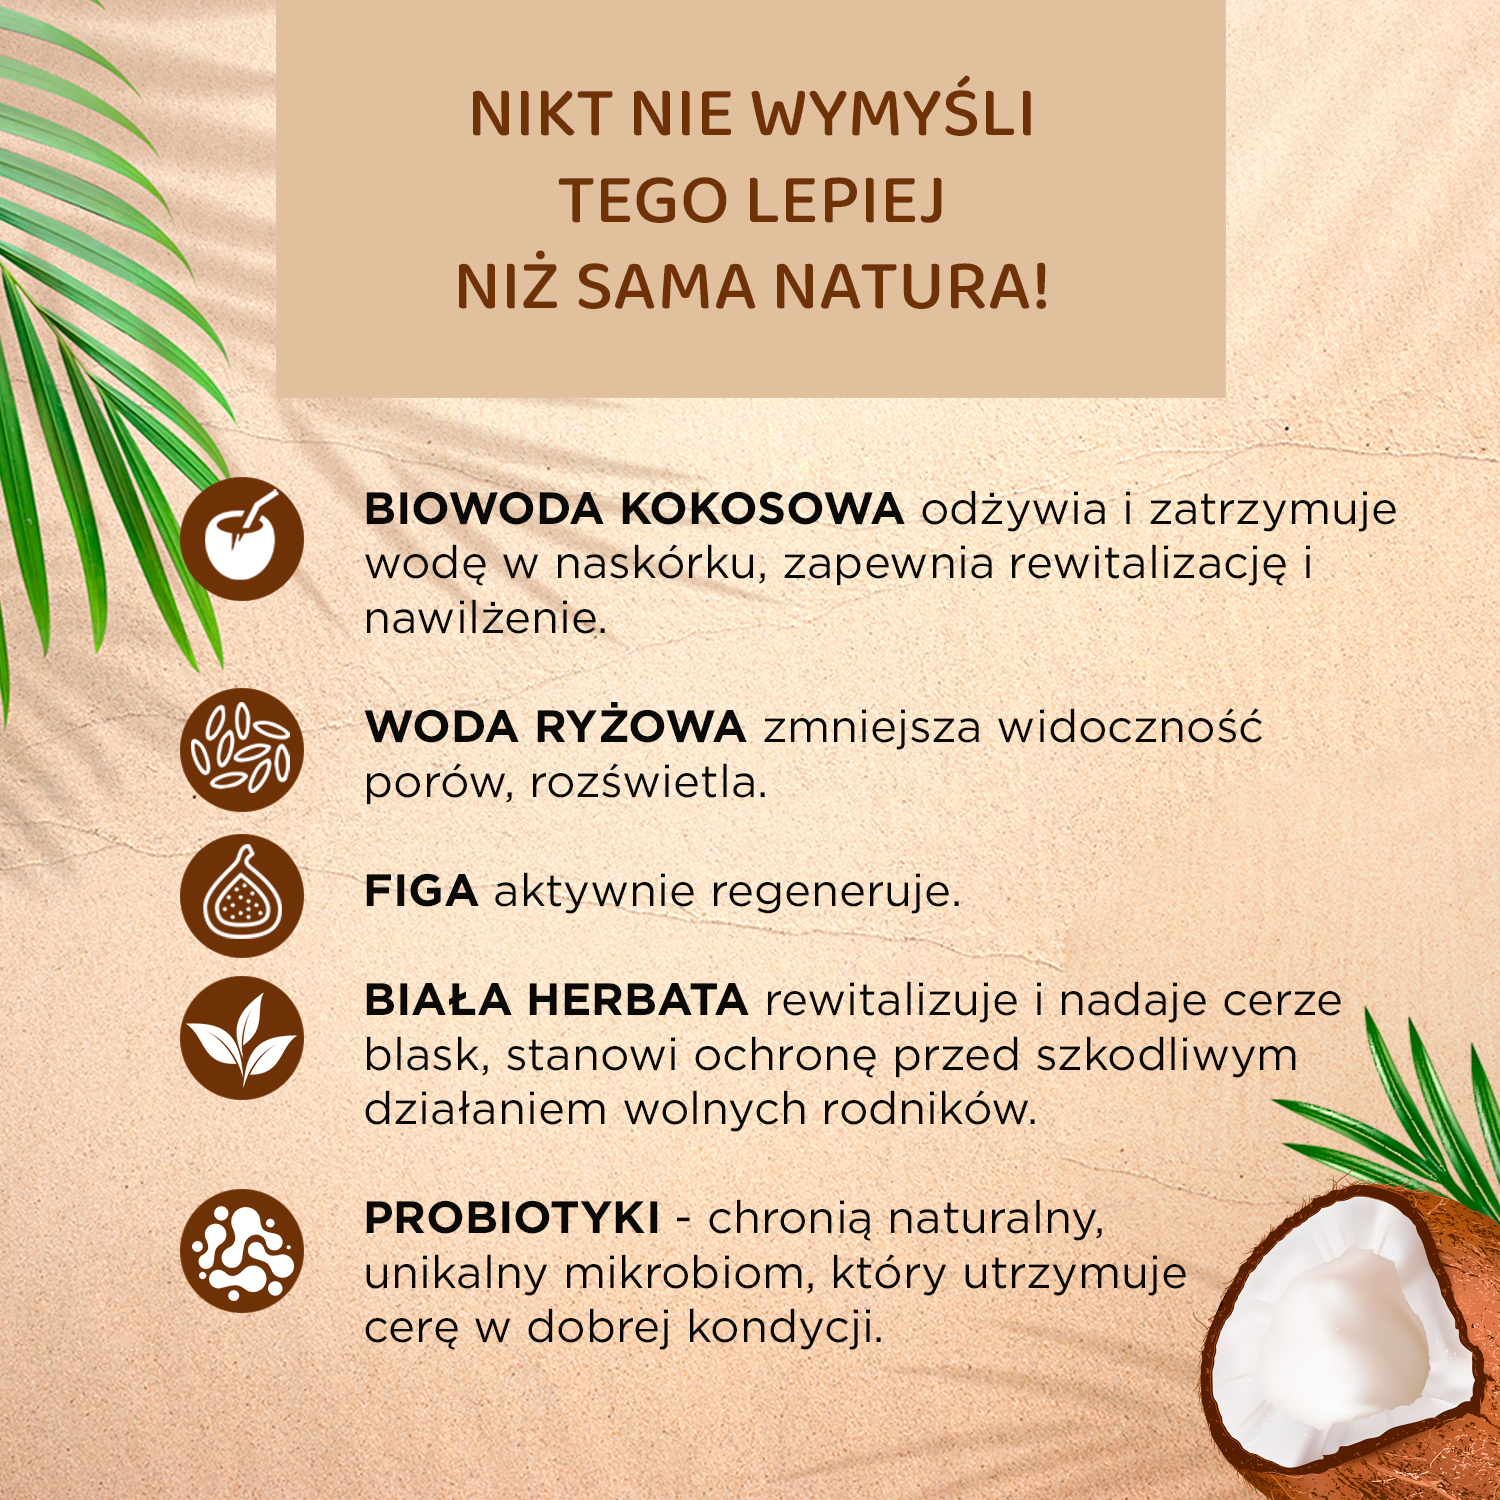 NIKT NIE WYMYŚLI
TEGO LEPIEJ
NIŻ SAMA NATURA!
BIOWODA KOKOSOWA odżywia i zatrzymuje
wodę w naskórku, zapewnia rewitalizację i
nawilżenie.
WODA RYŻOWA zmniejsza widoczność
porów, rozświetla.
FIGA aktywnie regeneruje.
BIAŁA HERBATA rewitalizuje i nadaje cerze
blask, stanowi ochronę przed szkodliwym
działaniem wolnych rodników.
PROBIOTYKI - chronią naturalny,
unikalny mikrobiom, który utrzymuje
cerę w dobrej kondycji.